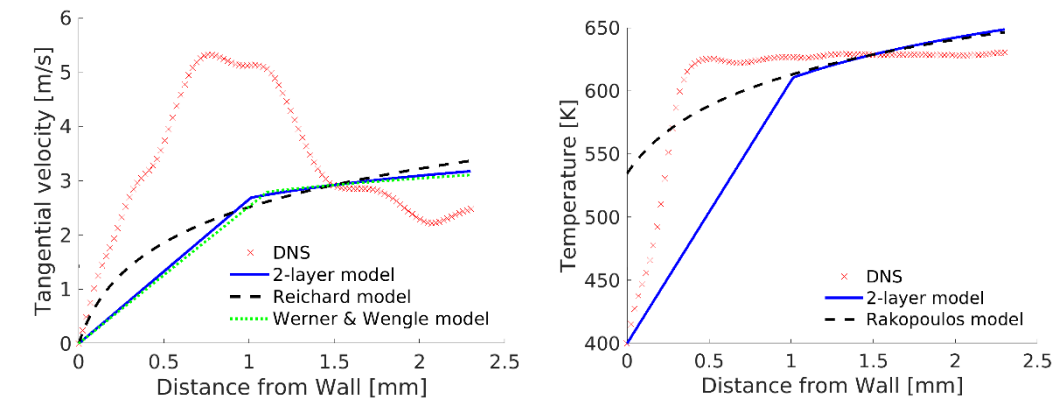 6
5
4
3
2
1
0
Tangential velocity [m/s]
DNS
2-layer model
Reichard model
Werner & Wengle model
0 0.5 1 1.5 2 2.5
Distance from Wall [mm]
650
600
550
500
450
400
Temperature [K]
DNS
2-layer model
Rakopoulos model
0 0.5 1 1.5 2 2.5
Distance from Wall [mm]